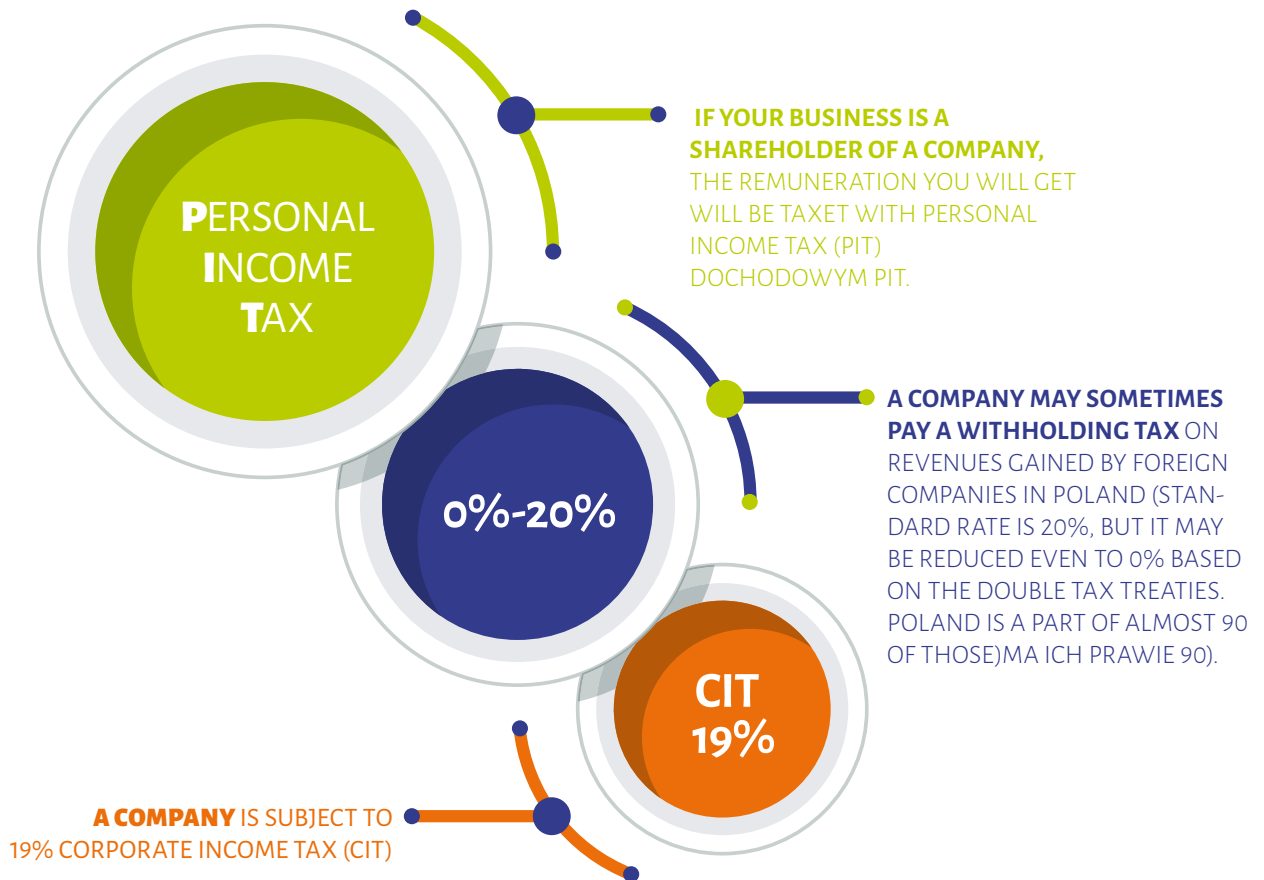 PERSONAL
INCOME
TAX
IF YOUR BUSINESS IS A
SHAREHOLDER OF A COMPANY,
THE REMUNERATION YOU WILL GET
WILL BE TAXET WITH PERSONAL
INCOME TAX (PIT)
DOCHODOWYM PIT.
0%-20%
A COMPANY MAY SOMETIMES
PAY A WITHHOLDING TAX ON
REVENUES GAINED BY FOREIGN
COMPANIES IN POLAND (STAN-
DARD RATE IS 20%, BUT IT MAY
BE REDUCED EVEN TO 0% BASED
ON THE DOUBLE TAX TREATIES.
POLAND IS A PART OF ALMOST 90
OF THOSE)MA ICH PRAWIE 90).
CIT
19%
A COMPANY IS SUBJECT TO
19% CORPORATE INCOME TAX (CIT)